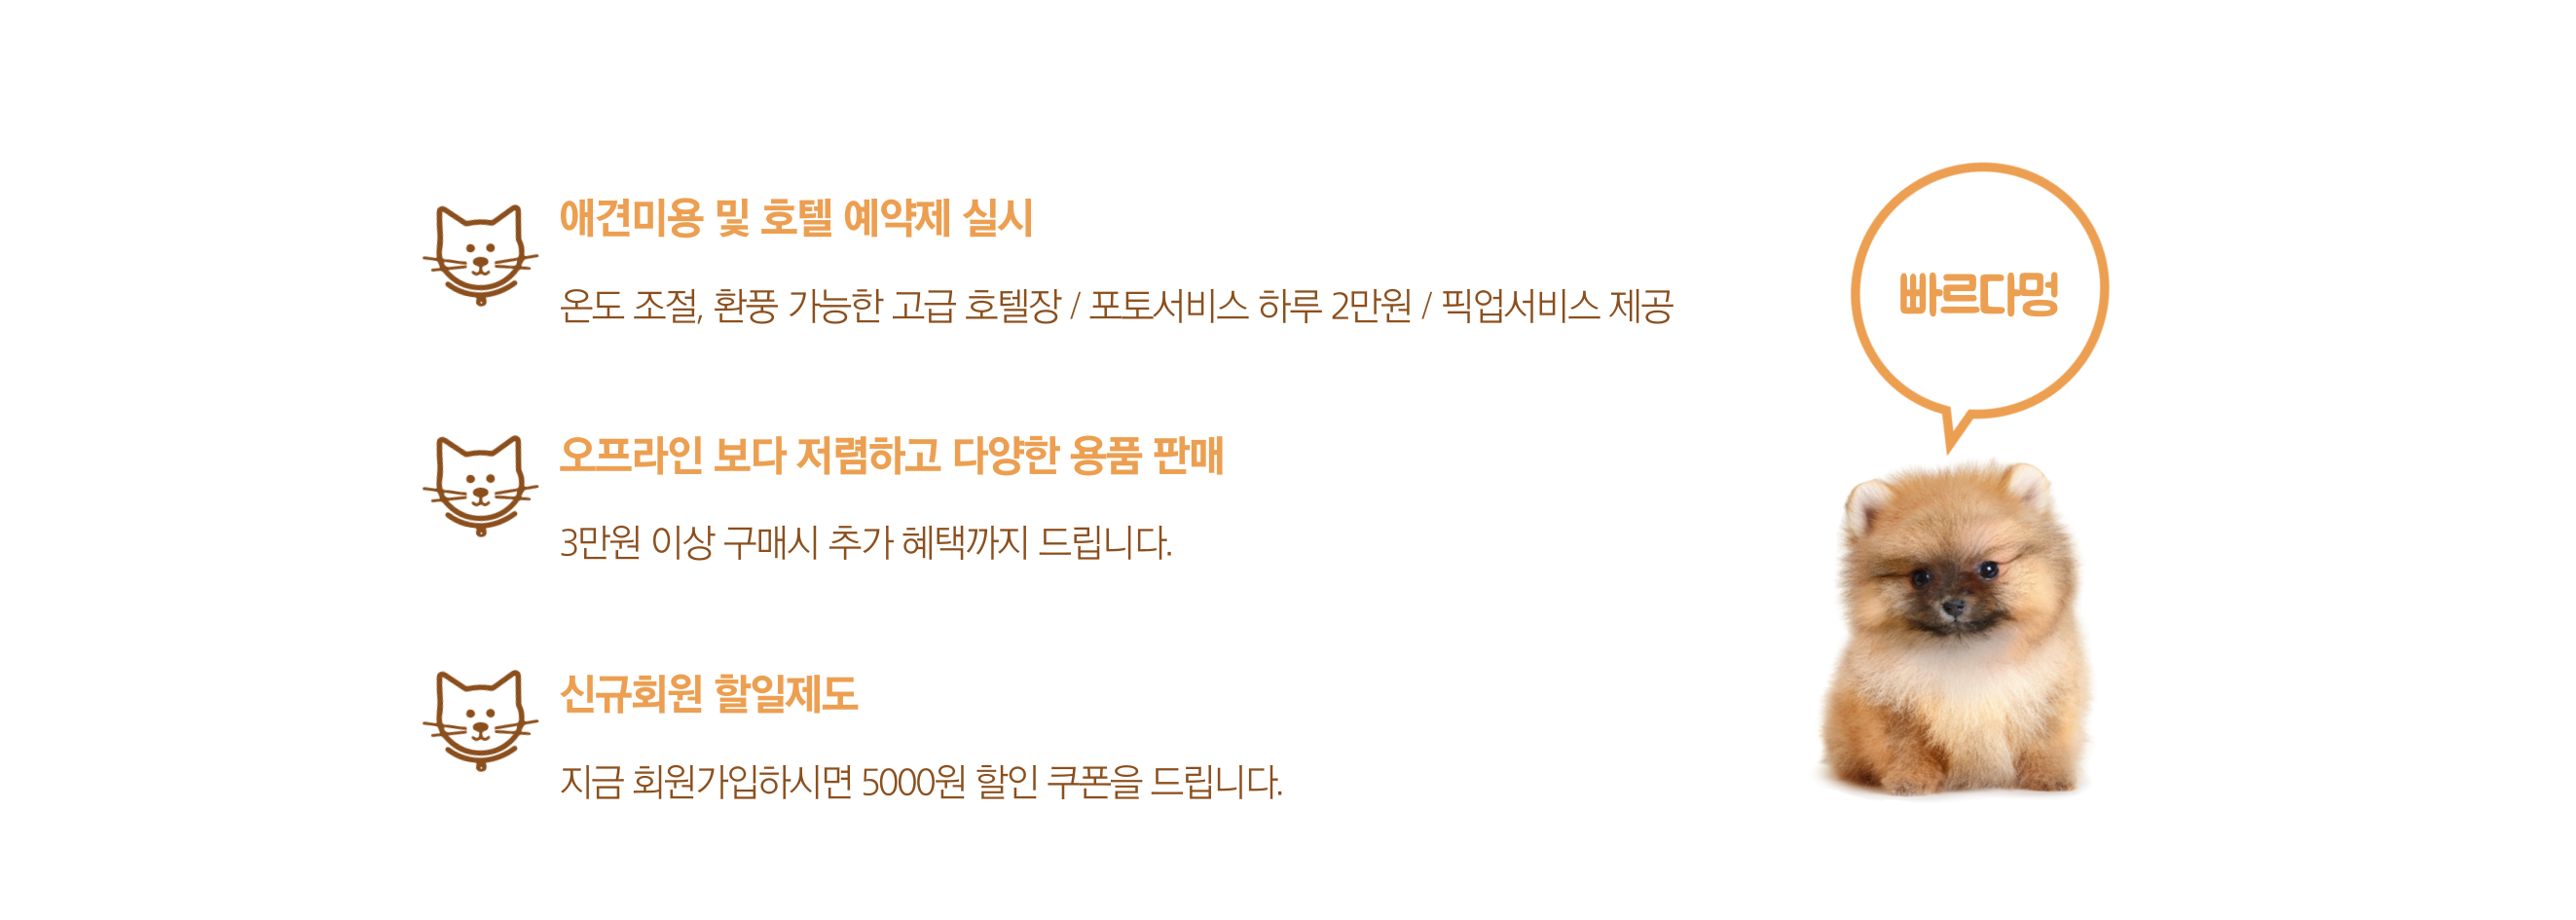 애견미용 및 호텔 예약제 실시
온도 조절, 환풍 가능한 고급 호텔장 / 포토서비스 하루 2만원 / 픽업서비스 제공
오프라인 보다 저렴하고 다양한 용품 판매
3만원 이상 구매시 추가 혜택까지 드립니다.
신규회원 할일제도
지금 회원가입하시면 5000원 할인 쿠폰을 드립니다.
빠르다멍